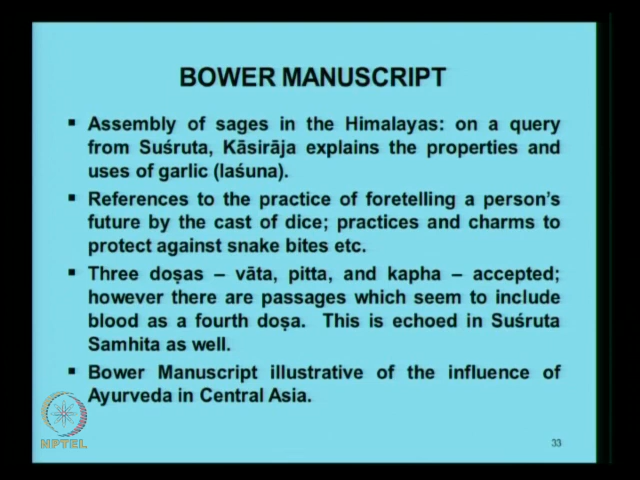 BOWER MANUSCRIPT
▪ Assembly of sages in the Himalayas: on a query
from Suśruta, Kāsirāja explains the properties and
uses of garlic (laśuna).
▪ References to the practice of foretelling a person's
future by the cast of dice; practices and charms to
protect against snake bites etc.
▪ Three doṣas – vāta, pitta, and kapha – accepted;
however there are passages which seem to include
blood as a fourth doṣa. This is echoed in Suśruta
Samhita as well.
▪ Bower Manuscript illustrative of the influence of
Ayurveda in Central Asia.
NPTEL
33